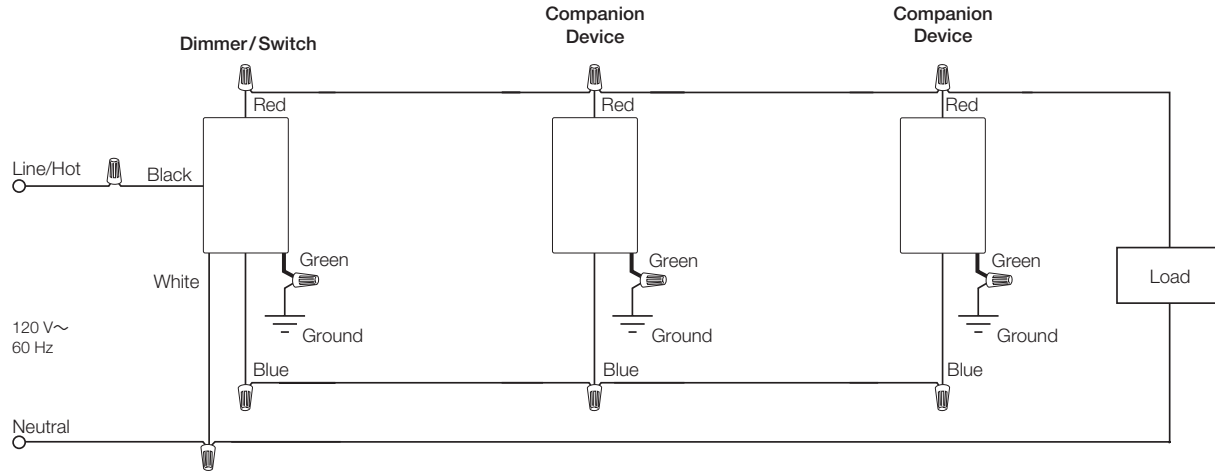 Companion
Device
Companion
Device
Dimmer/Switch
Red
Red
Red
Line/Hot
Black
Green
Green
Green
White
Load
120 V~
60 Hz
Ground
Ground
Ground
Blue
Blue
Blue
Neutral